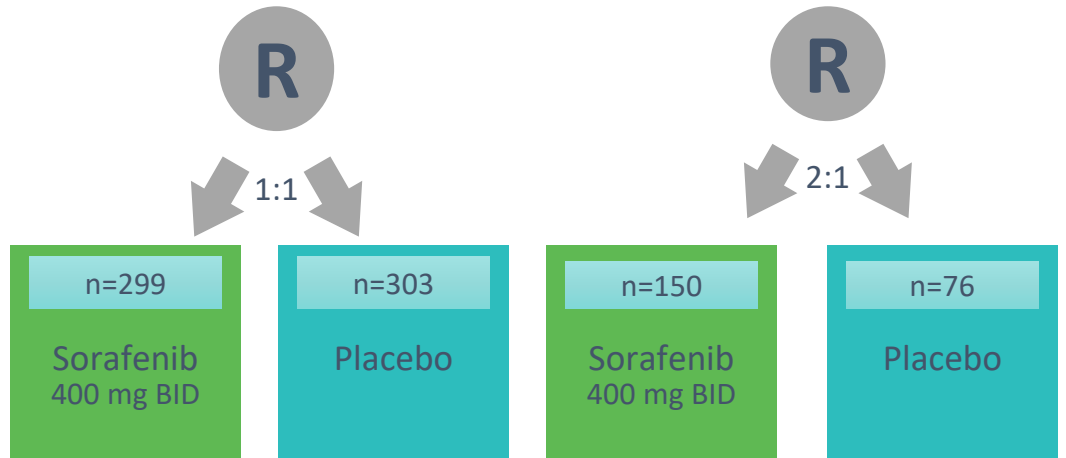 R
1:1
n=299
Sorafenib
400 mg BID
n=303
Placebo
R
2:1
n=150
Sorafenib
400 mg BID
n=76
Placebo